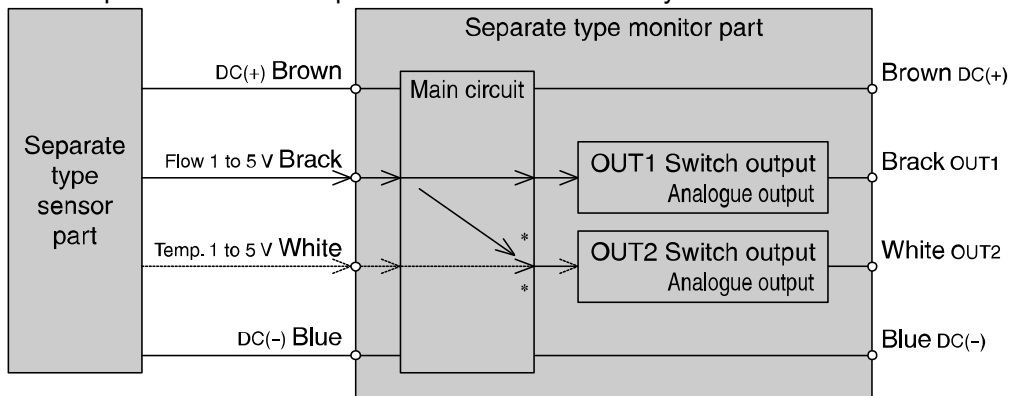 Separate type monitor part
Separate
type
sensor
part
DC(+) Brown
Main circuit
Brown DC(+)
Flow 1 to 5 V Brack
OUT1 Switch output
Analogue output
Brack OUT1
*
Temp. 1 to 5 V White
OUT2 Switch output
Analogue output
White OUT2
*
DC(-) Blue
Blue DC(-)